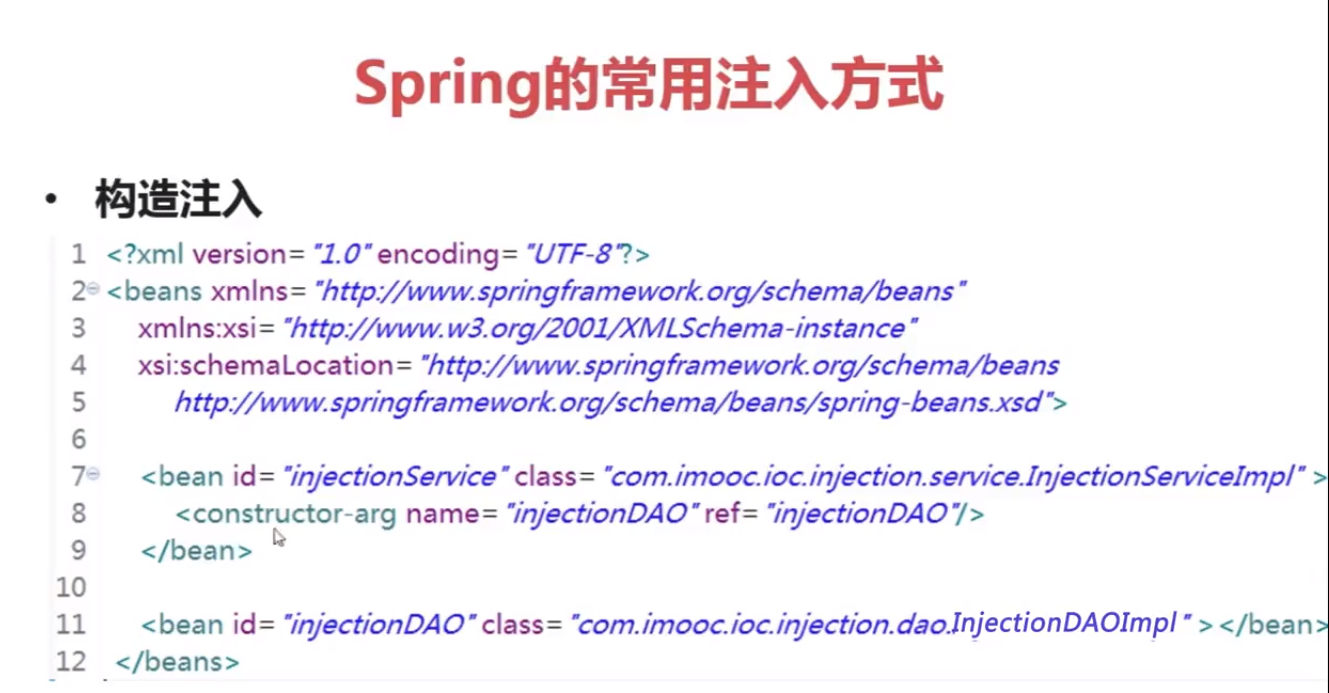 Spring的常用注入方式
• 构造注入
1 <?xml version="1.0" encoding="UTF-8"?>
2 <beans xmlns="http://www.springframework.org/schema/beans"
3 xmlns:xsi="http://www.w3.org/2001/XMLSchema-instance"
4 xsi:schemaLocation="http://www.springframework.org/schema/beans
5 http://www.springframework.org/schema/beans/spring-beans.xsd">
6
7 <bean id="injectionService" class="com.imooc.ioc.injection.service.InjectionServiceImpl" >
8 <constructor-arg name="injectionDAO" ref="injectionDAO"/>
9 </bean>
10
11 <bean id="injectionDAO" class="com.imooc.ioc.injection.dao.InjectionDAOImpl" ></bean>
12 </beans>